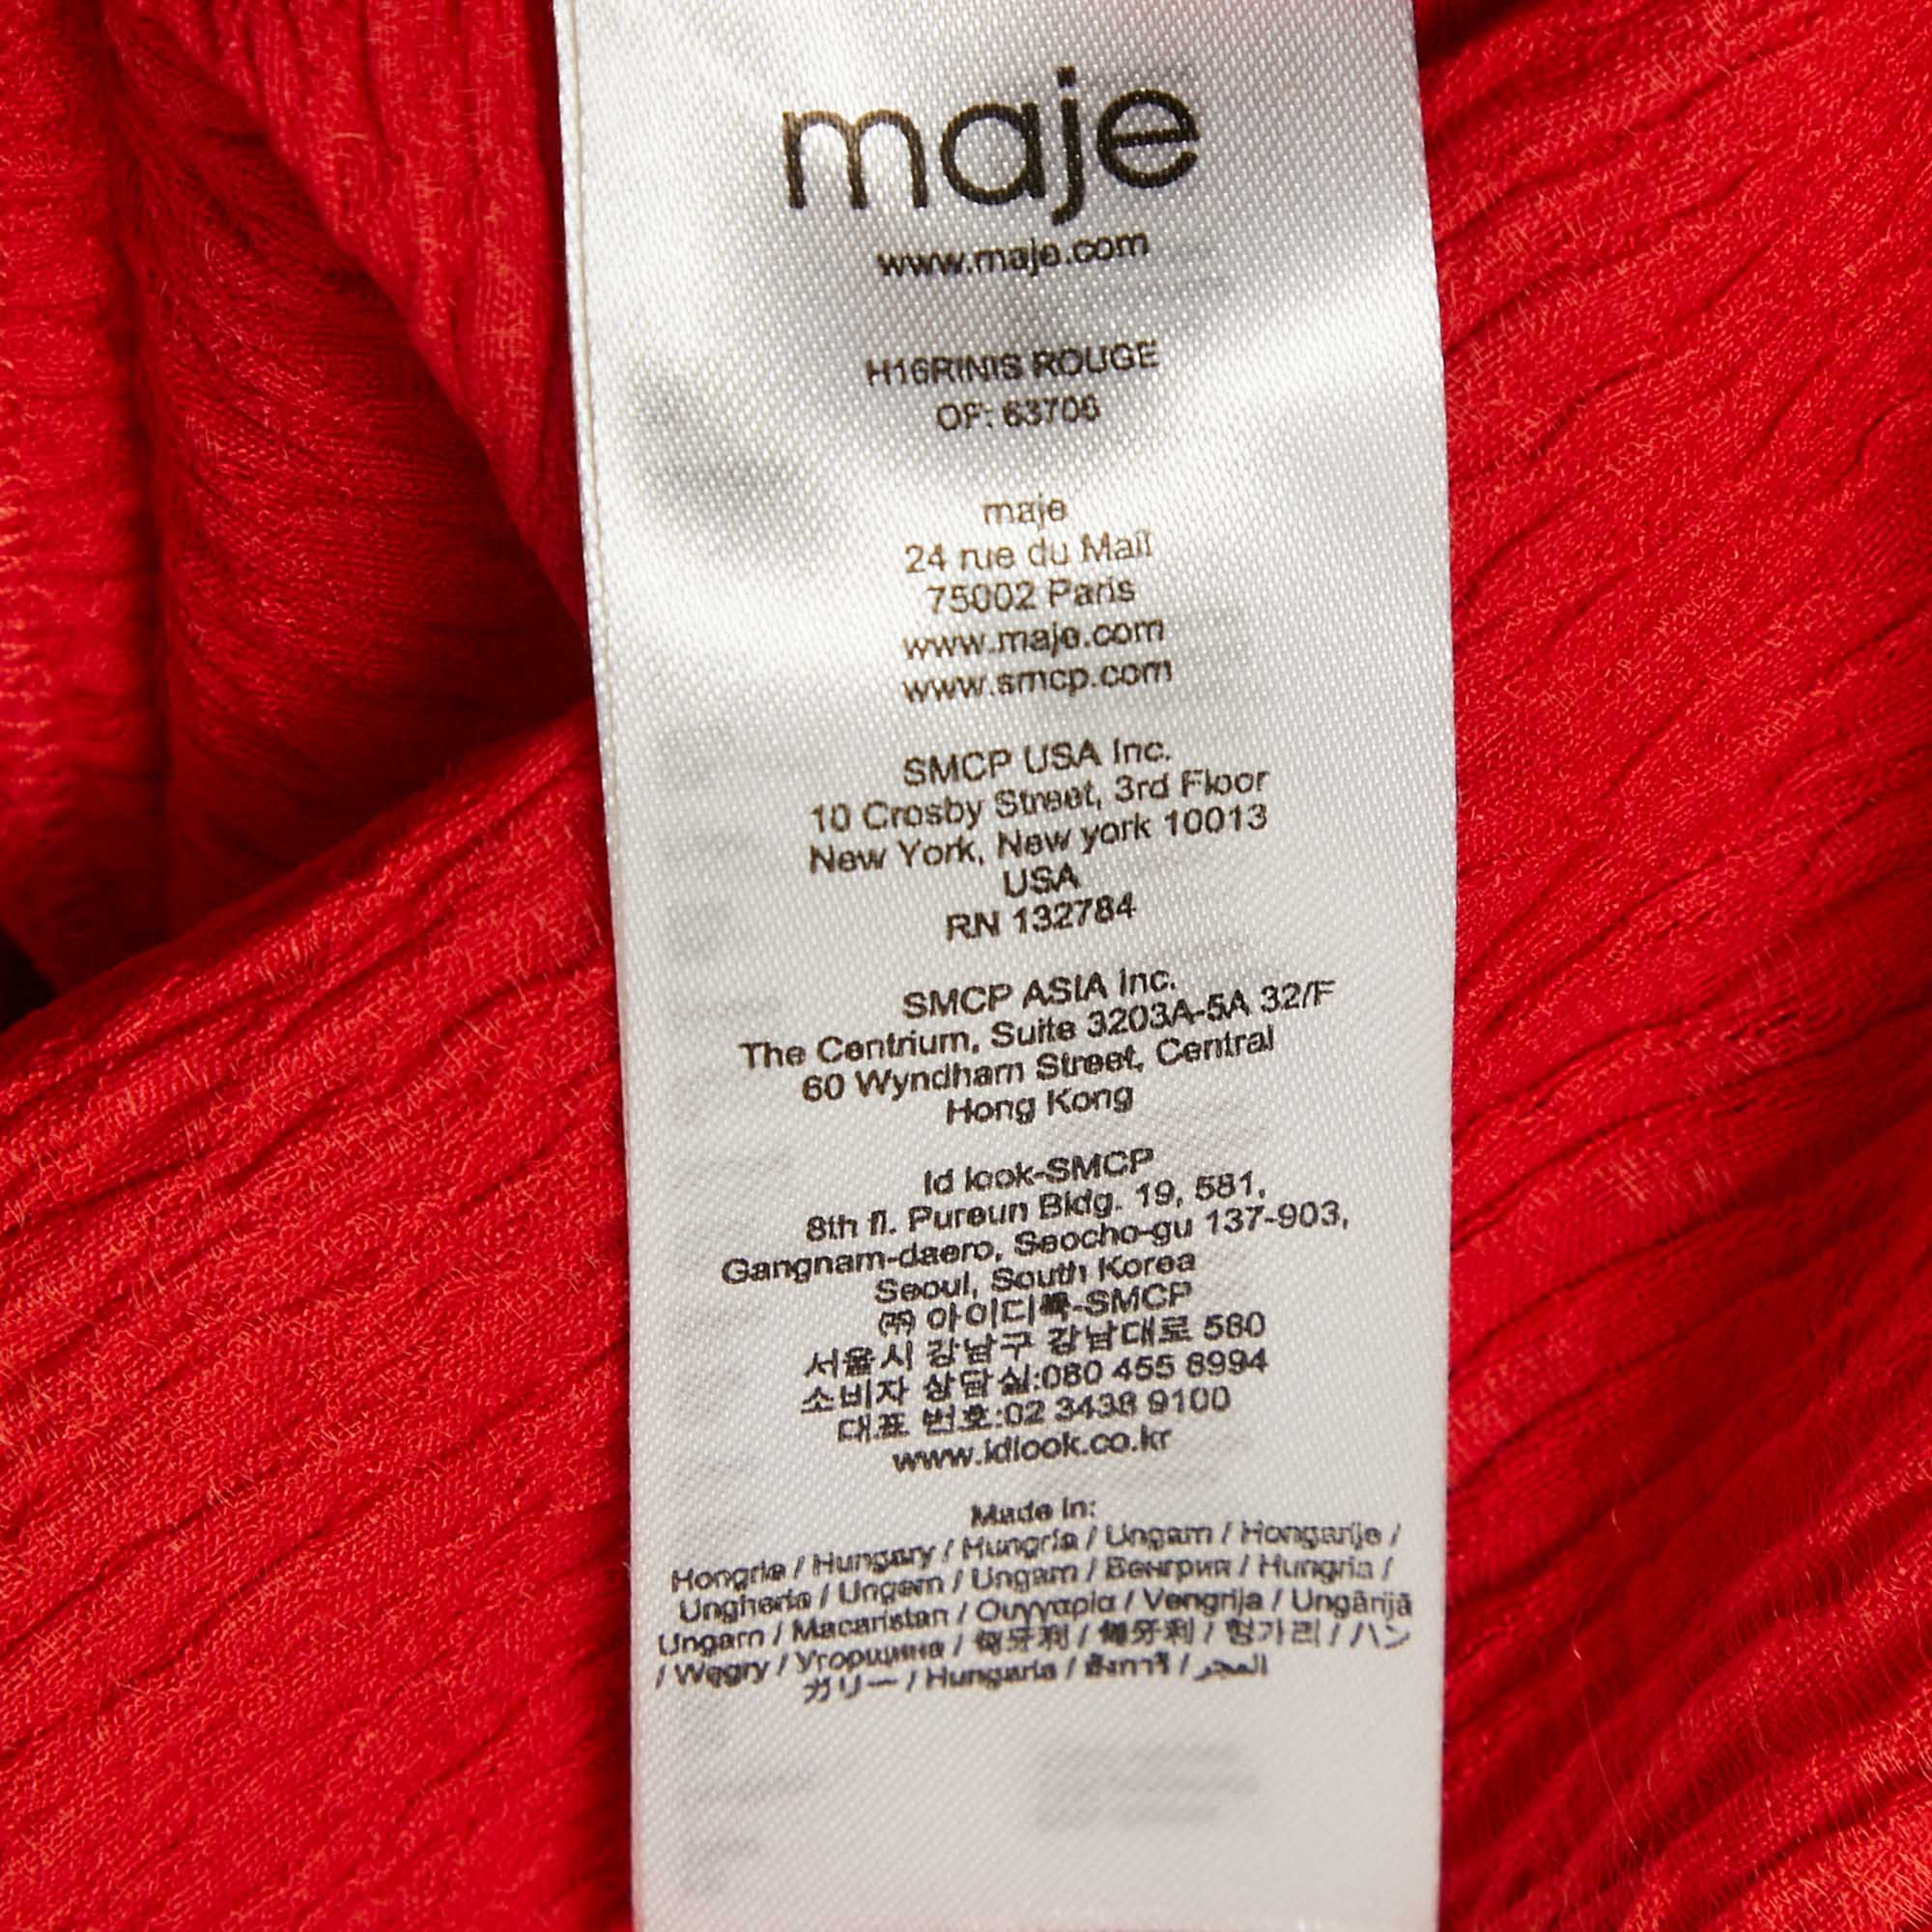 maje
www.maje.com
H16RINIS ROUGE
OF: 63706
maje
24 rue du Mail
75002 Paris
www.maje.com
www.smcp.com
SMCP USA Inc.
10 Crosby Street, 3rd Floor
New York, New york 10013
USA
RN 132784
SMCP ASIA Inc.
The Centrium, Suite 3203A-5A 32/F
60 Wyndham Street, Central
Hong Kong
Id look-SMCP
8th fl. Pureun Bldg. 19, 581,
Gangnam-daero, Seocho-gu 137-903,
Seoul, South Korea
㈜ 아이디룩-SMCP
서울시 강남구 강남대로 580
소비자 상담실:080 455 8994
대표 번호:02 3438 9100
www.idlook.co.kr
Made in:
Hongrie / Hungary / Hungría / Ungarn / Hongarije /
Ungheria / Ungern / Ungarn / Венгрия / Hungria /
Ungarn / Macaristan / Ουγγαρία / Vengrija / Ungārijā
/ Węgry / Угорщина / 匈牙利 / 匈牙利 / 헝가리 / ハン
ガリー / Hungaria / ฮังการี / المجر